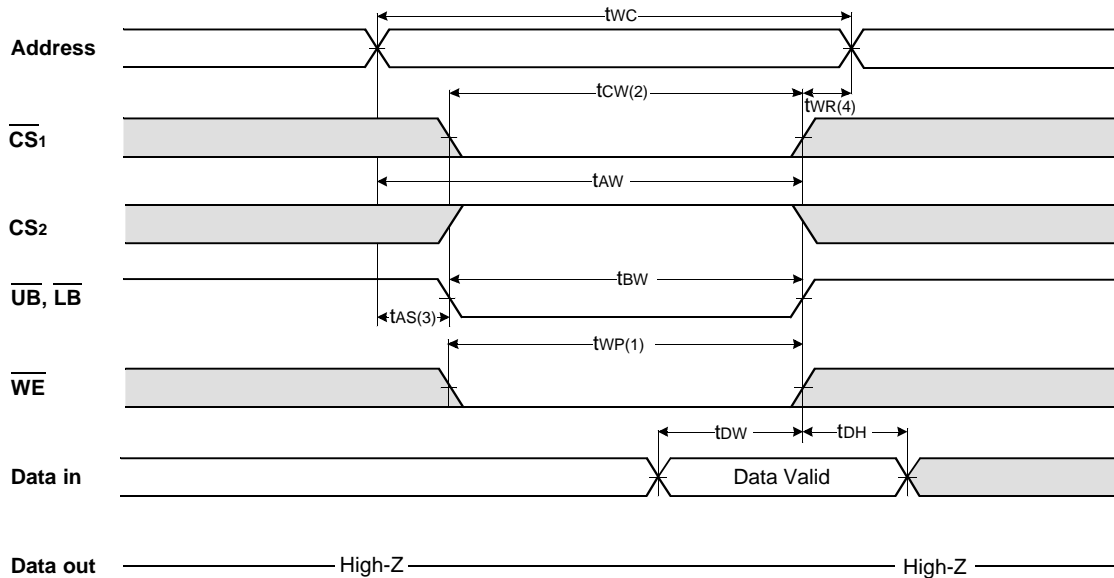 tWC
Address
tCW(2)
tWR(4)
CS1
tAW
CS2
tBW
UB, LB
tAS(3)
tWP(1)
WE
tDW
tDH
Data in
Data Valid
Data out
High-Z
High-Z